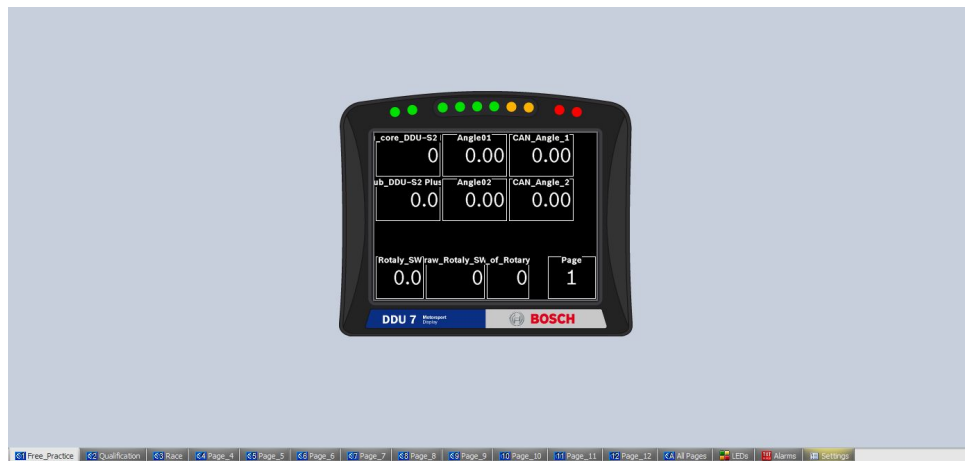 _core_DDU-S2 Angle01 CAN_Angle_1
0 0.00 0.00
ub_DDU-S2 Plus Angle02 CAN_Angle_2
0.0 0.00 0.00
Rotaly_SW raw_Rotaly_SW _of_Rotary Page
0.0 0 0 1
DDU 7 Motorsport Display BOSCH
1 Free_Practice 2 Qualification 3 Race 4 Page_4 5 Page_5 6 Page_6 7 Page_7 8 Page_8 9 Page_9 10 Page_10 11 Page_11 12 Page_12 A All Pages LEDs Alarms Settings